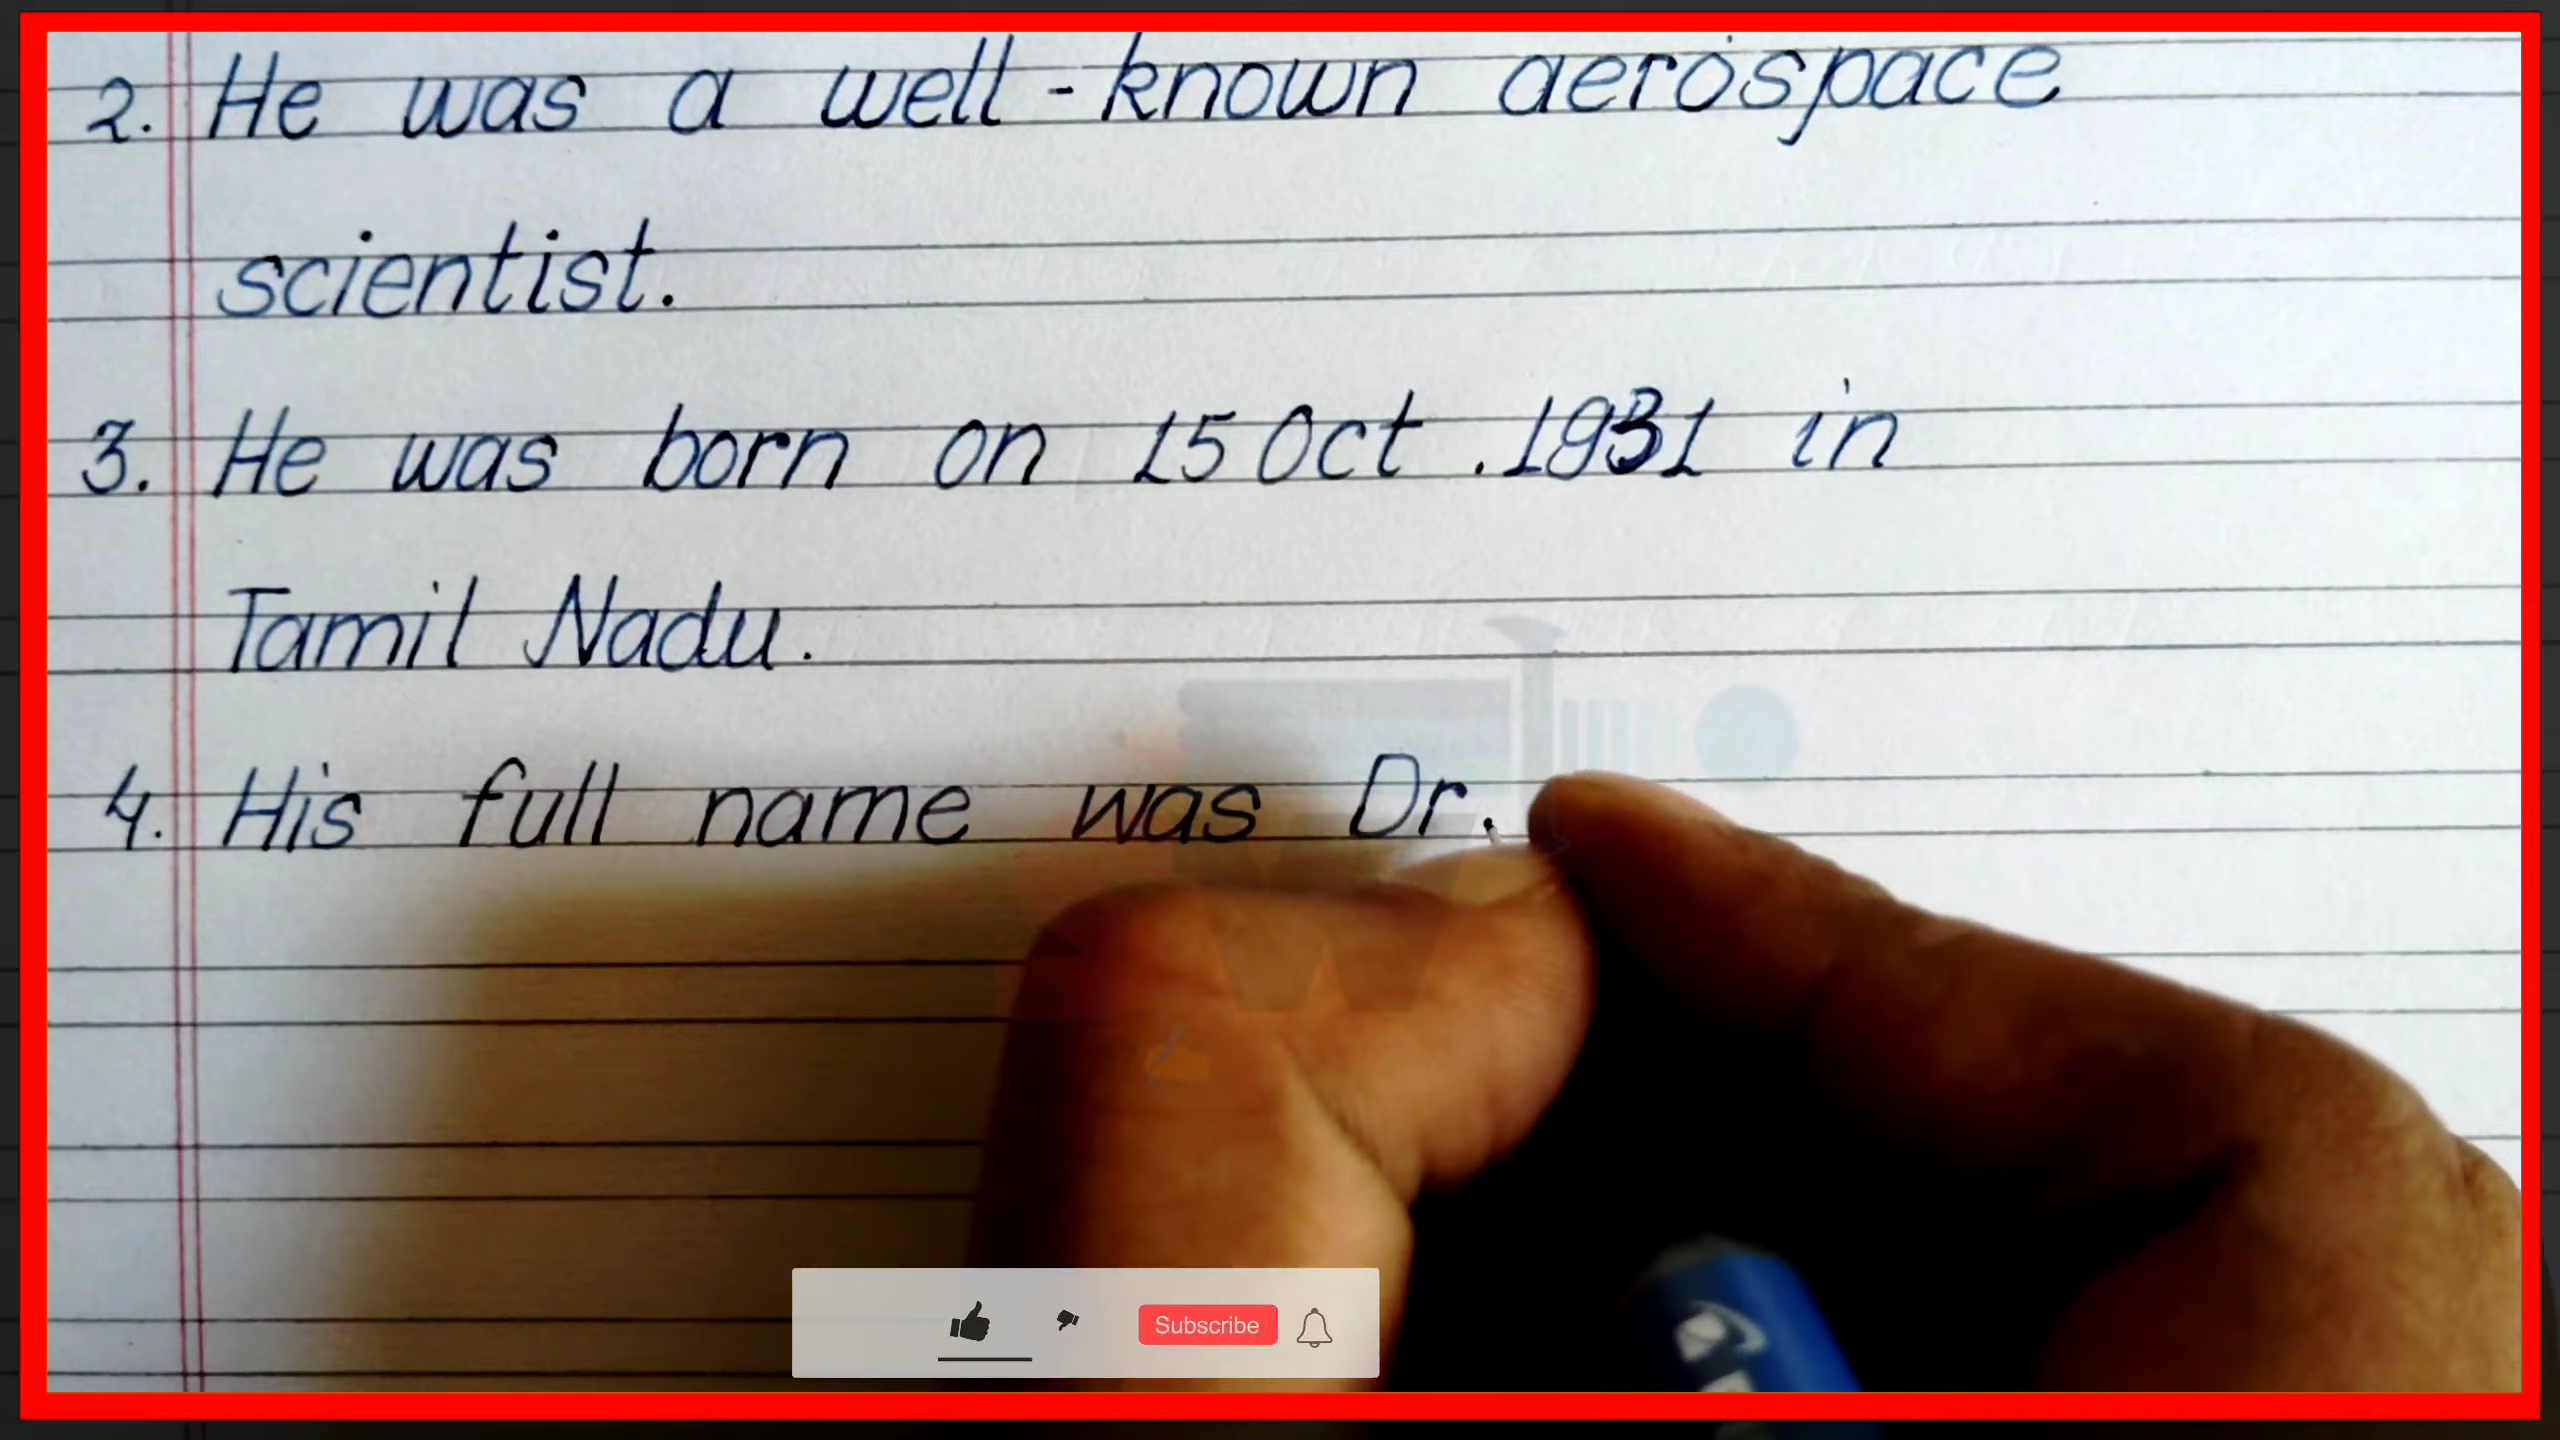 2. He was a well-known aerospace
scientist.
3. He was born on 15 Oct .1931 in
Tamil Nadu.
4. His full name was Dr.
Subscribe